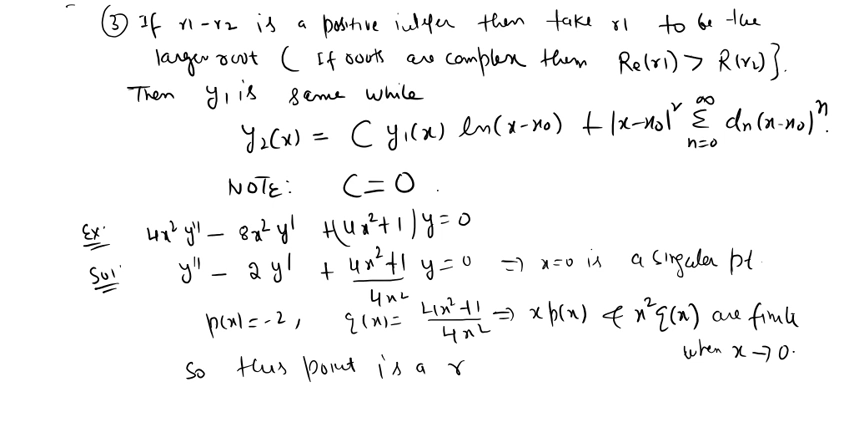 ③ If r1-r2 is a positive integer then take r1 to be the
larger root ( If roots are complex then Re(r1) > R(r2) }.
Then y₁ is same while
y₂(x) = C y₁(x) ln(x-x₀) + |x-x₀|^r Σ_{n=0}^{∞} dn (x-x₀)^n.
NOTE: C=0.
Ex: 4x² y'' - 8x² y' +(4x²+1) y = 0
Sol: y'' - 2 y' + (4x²+1)/(4x²) y = 0 ⇒ x=0 is a singular pt.
p(x) = -2, q(x) = (4x²+1)/(4x²) ⇒ x p(x) & x² q(x) are finite
when x → 0.
So this point is a r